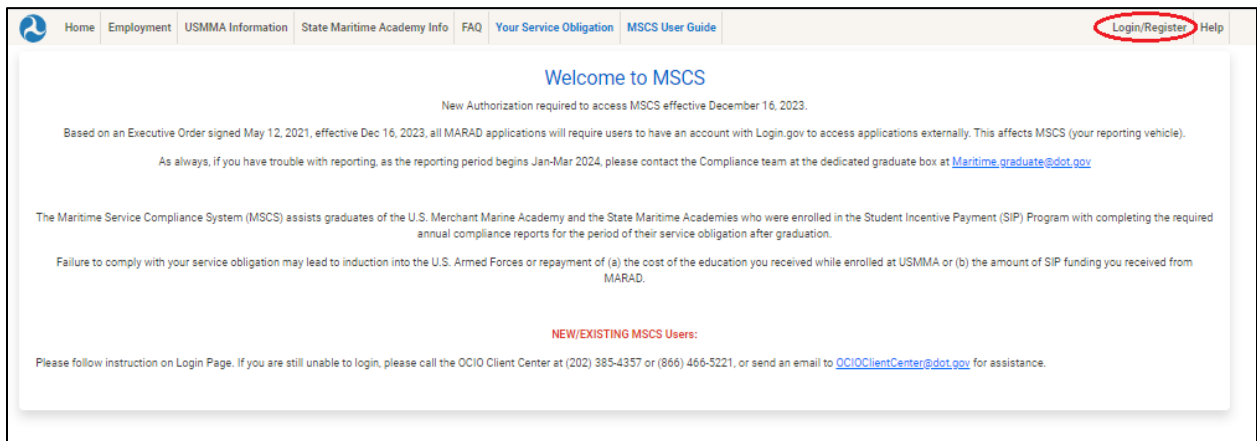 Home Employment USMMA Information State Maritime Academy Info FAQ Your Service Obligation MSCS User Guide Login/Register Help
Welcome to MSCS
New Authorization required to access MSCS effective December 16, 2023.
Based on an Executive Order signed May 12, 2021, effective Dec 16, 2023, all MARAD applications will require users to have an account with Login.gov to access applications externally. This affects MSCS (your reporting vehicle).
As always, if you have trouble with reporting, as the reporting period begins Jan-Mar 2024, please contact the Compliance team at the dedicated graduate box at Maritime.graduate@dot.gov
The Maritime Service Compliance System (MSCS) assists graduates of the U.S. Merchant Marine Academy and the State Maritime Academies who were enrolled in the Student Incentive Payment (SIP) Program with completing the required
annual compliance reports for the period of their service obligation after graduation.
Failure to comply with your service obligation may lead to induction into the U.S. Armed Forces or repayment of (a) the cost of the education you received while enrolled at USMMA or (b) the amount of SIP funding you received from
MARAD.
NEW/EXISTING MSCS Users:
Please follow instruction on Login Page. If you are still unable to login, please call the OCIO Client Center at (202) 385-4357 or (866) 466-5221, or send an email to OCIOClientCenter@dot.gov for assistance.